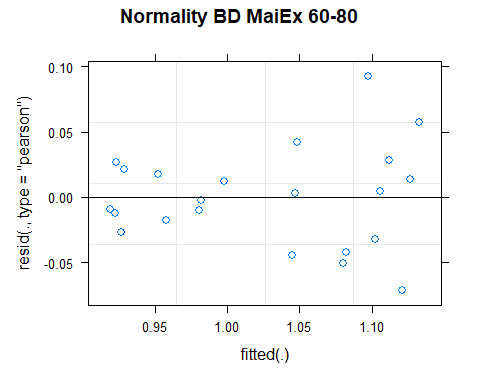 Normality BD MaiEx 60-80
resid(., type = "pearson")
0.10
0.05
0.00
-0.05
0.95
1.00
1.05
1.10
fitted(.)